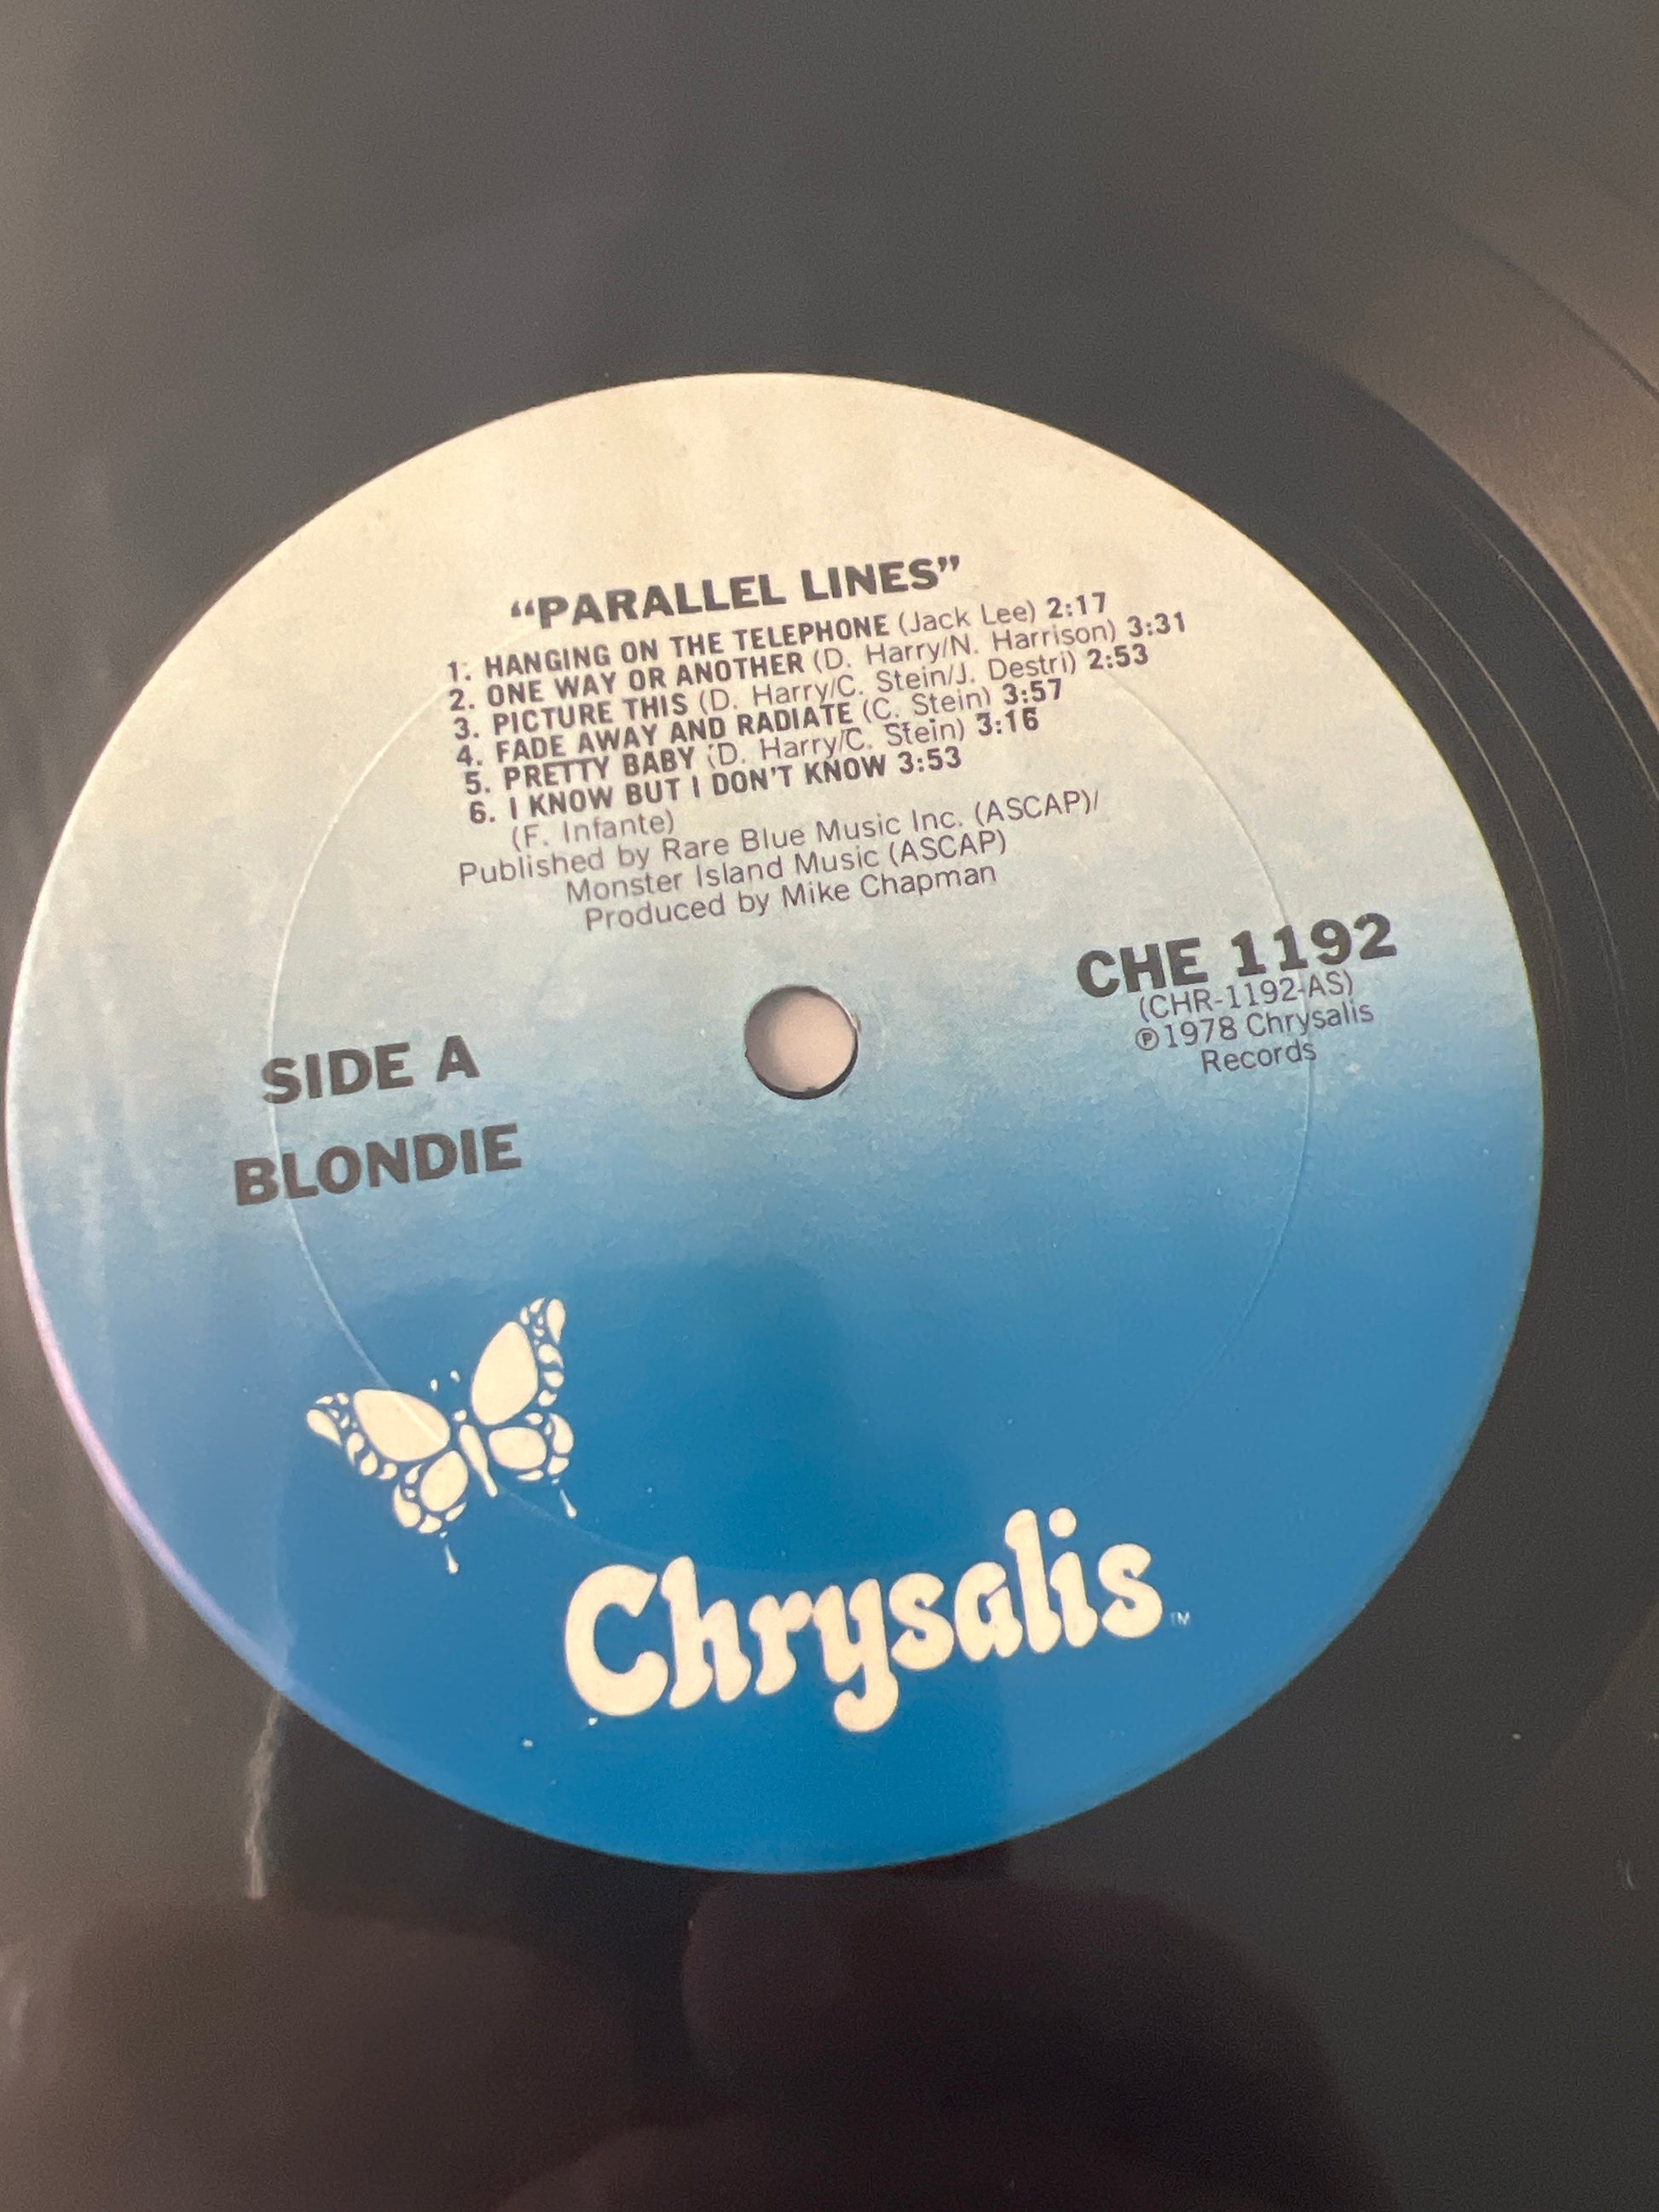 “PARALLEL LINES”
1. HANGING ON THE TELEPHONE (Jack Lee) 2:17
2. ONE WAY OR ANOTHER (D. Harry/N. Harrison) 3:31
3. PICTURE THIS (D. Harry/C. Stein/J. Destri) 2:53
4. FADE AWAY AND RADIATE (C. Stein) 3:57
5. PRETTY BABY (D. Harry/C. Stein) 3:16
6. I KNOW BUT I DON'T KNOW 3:53
(F. Infante)
Published by Rare Blue Music Inc. (ASCAP)/
Monster Island Music (ASCAP)
Produced by Mike Chapman
CHE 1192
(CHR-1192-AS)
℗1978 Chrysalis
Records
SIDE A
BLONDIE
Chrysalis™